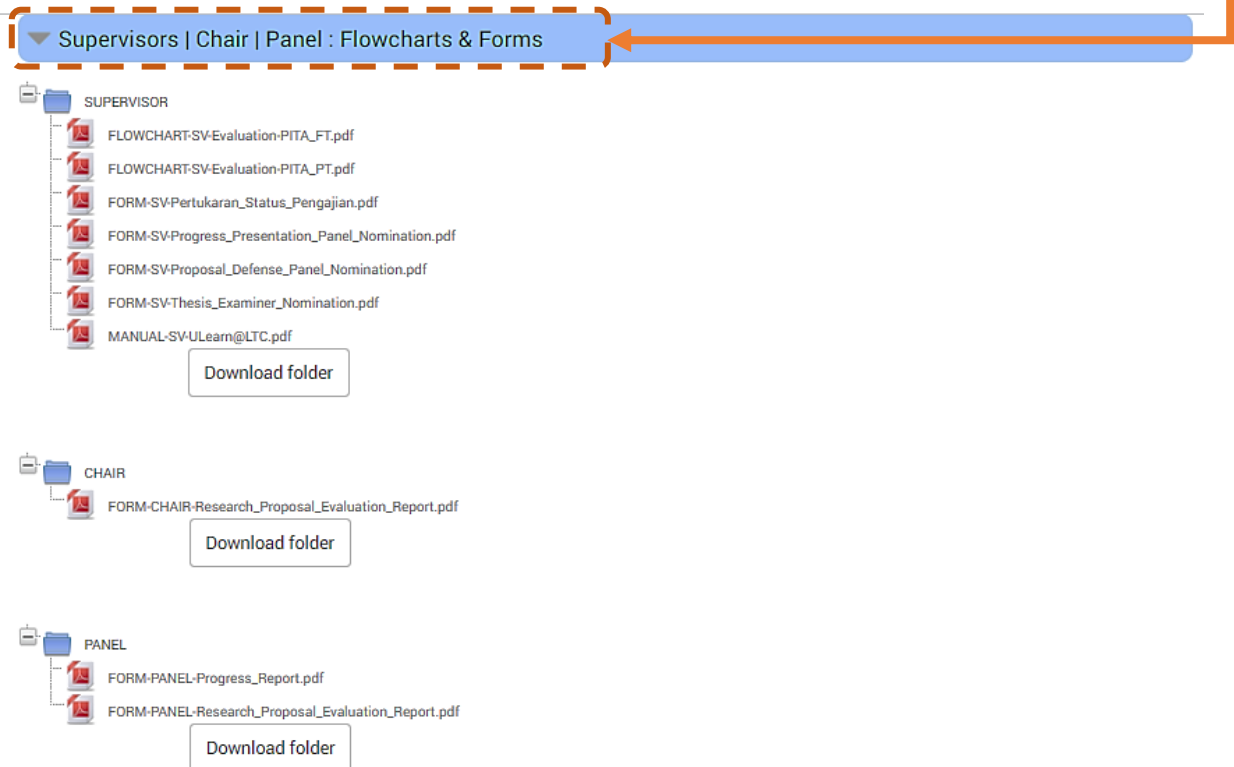 Supervisors | Chair | Panel : Flowcharts & Forms
SUPERVISOR
FLOWCHART-SV-Evaluation-PITA_FT.pdf
FLOWCHART-SV-Evaluation-PITA_PT.pdf
FORM-SV-Pertukaran_Status_Pengajian.pdf
FORM-SV-Progress_Presentation_Panel_Nomination.pdf
FORM-SV-Proposal_Defense_Panel_Nomination.pdf
FORM-SV-Thesis_Examiner_Nomination.pdf
MANUAL-SV-ULearn@LTC.pdf
Download folder
CHAIR
FORM-CHAIR-Research_Proposal_Evaluation_Report.pdf
Download folder
PANEL
FORM-PANEL-Progress_Report.pdf
FORM-PANEL-Research_Proposal_Evaluation_Report.pdf
Download folder